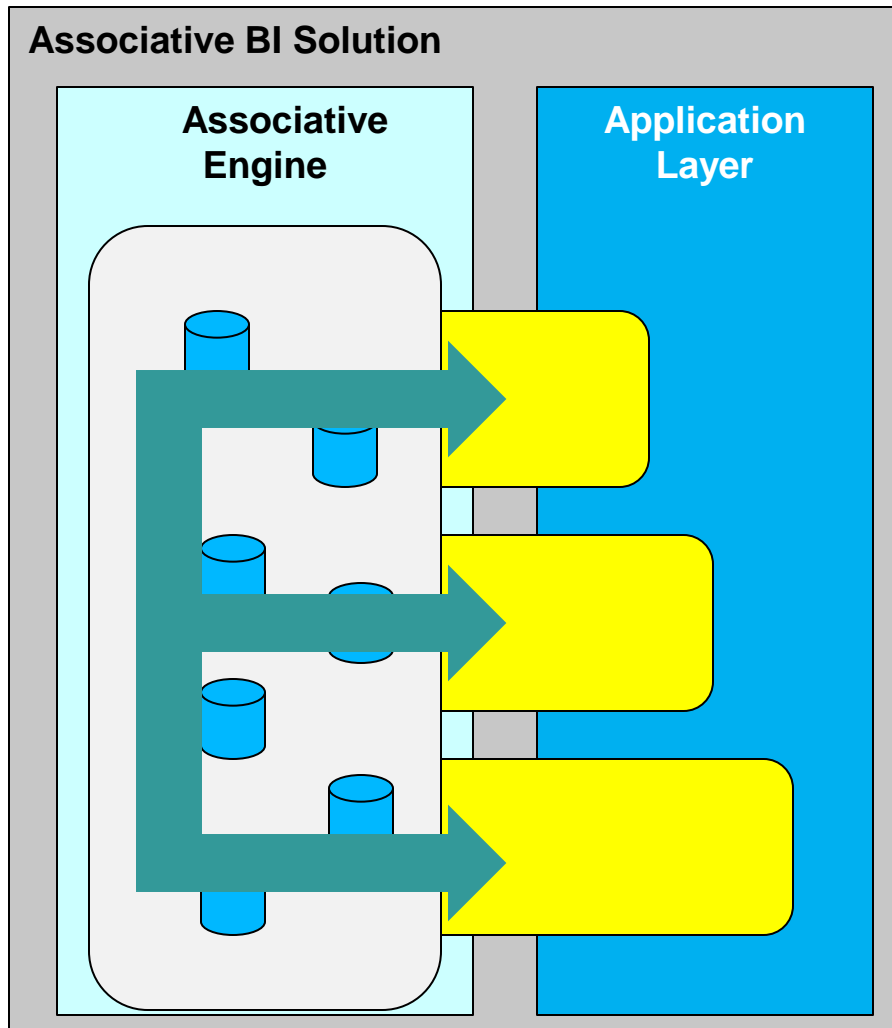 Associative BI Solution
Associative
Engine
Application
Layer